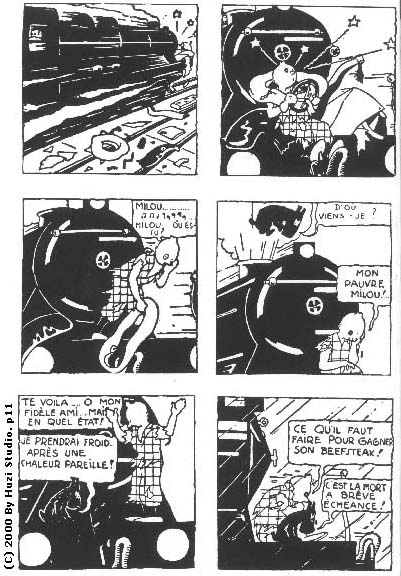 MILOU...........
MILOU, OÙ ES-
TU?
D'OÙ
VIENS-JE ?
MON
PAUVRE
MILOU!..
TE VOILA ... O MON
FIDÈLE AMI.. MAIS
EN QUEL ÉTAT!
JE PRENDRAI FROID
APRÈS UNE
CHALEUR PAREILLE!
CE QU'IL FAUT
FAIRE POUR GAGNER
SON BEEFSTEAK!
C'EST LA MORT
A BRÈVE
ÉCHÉANCE!
(C) 2000 By Huzi Studio. p11